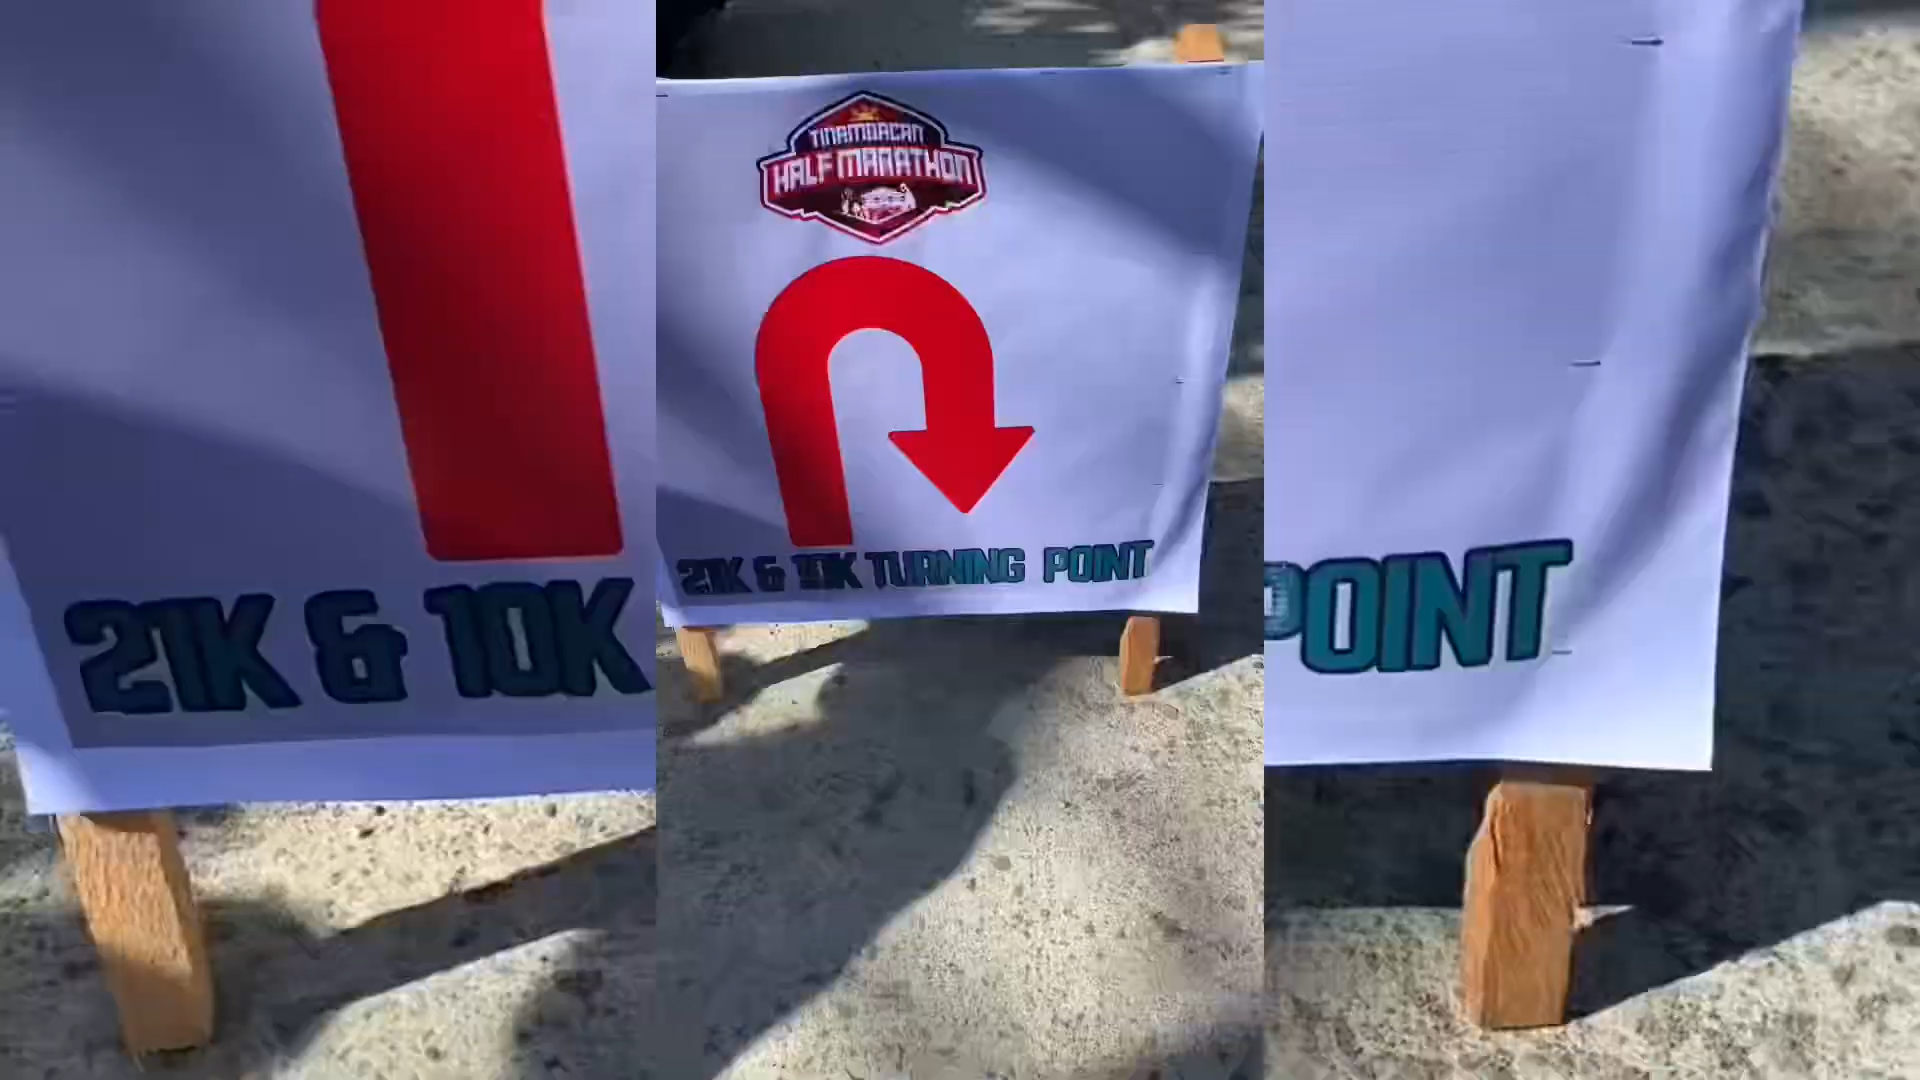 TINAMBACAN
HALF MARATHON
21K & 10K TURNING POINT
21K & 10K
POINT